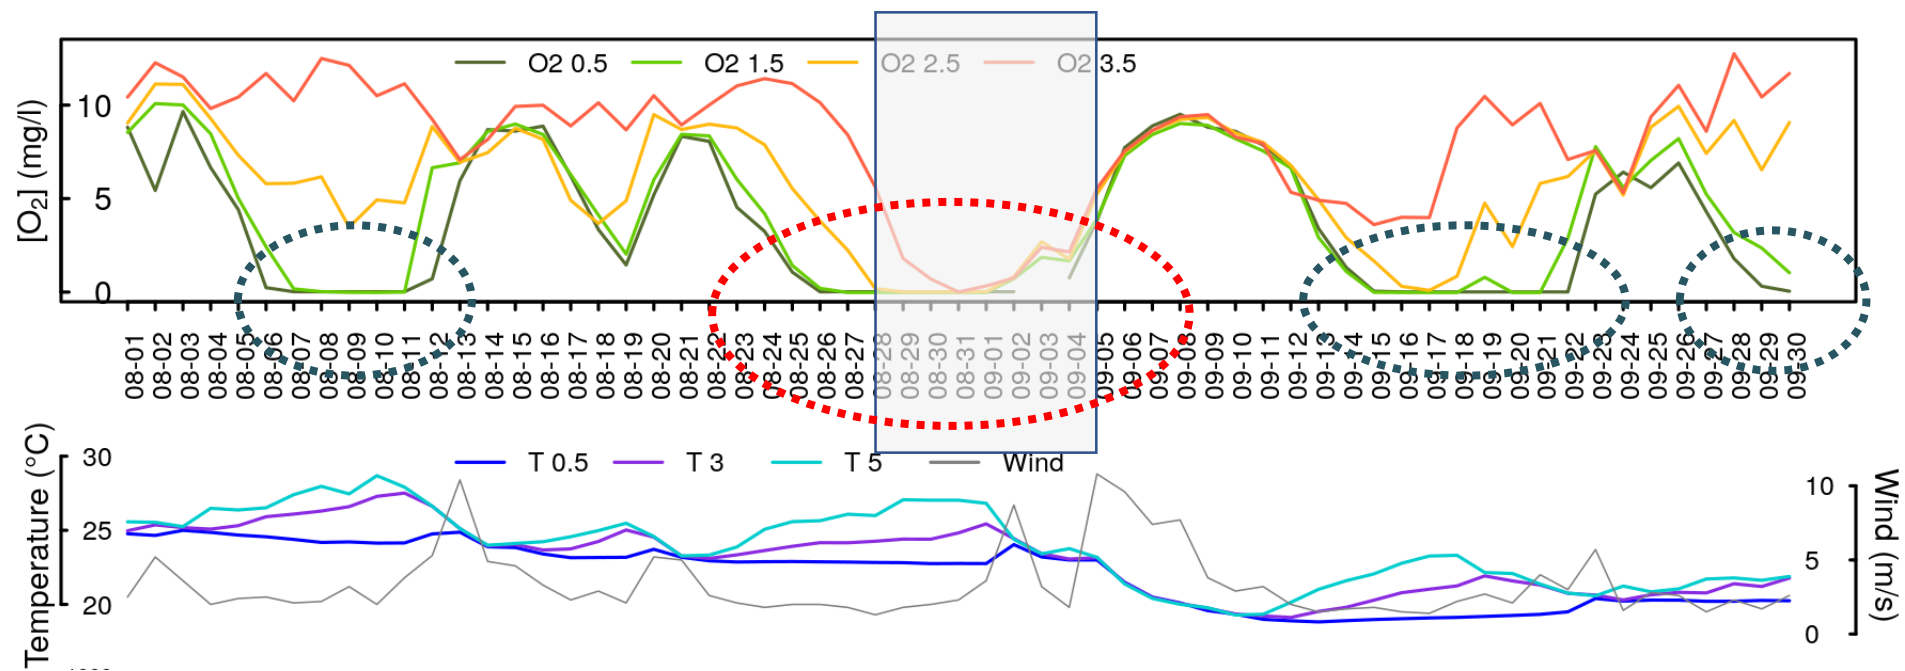 O2 0.5 O2 1.5 O2 2.5 O2 3.5
[O2] (mg/l)
10
5
0
08-01 08-02 08-03 08-04 08-05 08-06 08-07 08-08 08-09 08-10 08-11 08-12 08-13 08-14 08-15 08-16 08-17 08-18 08-19 08-20 08-21 08-22 08-23 08-24 08-25 08-26 08-27 08-28 08-29 08-30 08-31 09-01 09-02 09-03 09-04 09-05 09-06 09-07 09-08 09-09 09-10 09-11 09-12 09-13 09-14 09-15 09-16 09-17 09-18 09-19 09-20 09-21 09-22 09-23 09-24 09-25 09-26 09-27 09-28 09-29 09-30
T 0.5 T 3 T 5 Wind
Temperature (°C)
30
25
20
10
5
0
Wind (m/s)